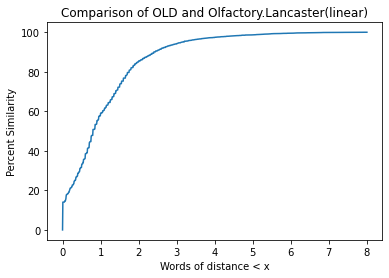 Comparison of OLD and Olfactory.Lancaster(linear)
100
80
60
40
20
0
Percent Similarity
0 1 2 3 4 5 6 7 8
Words of distance < x